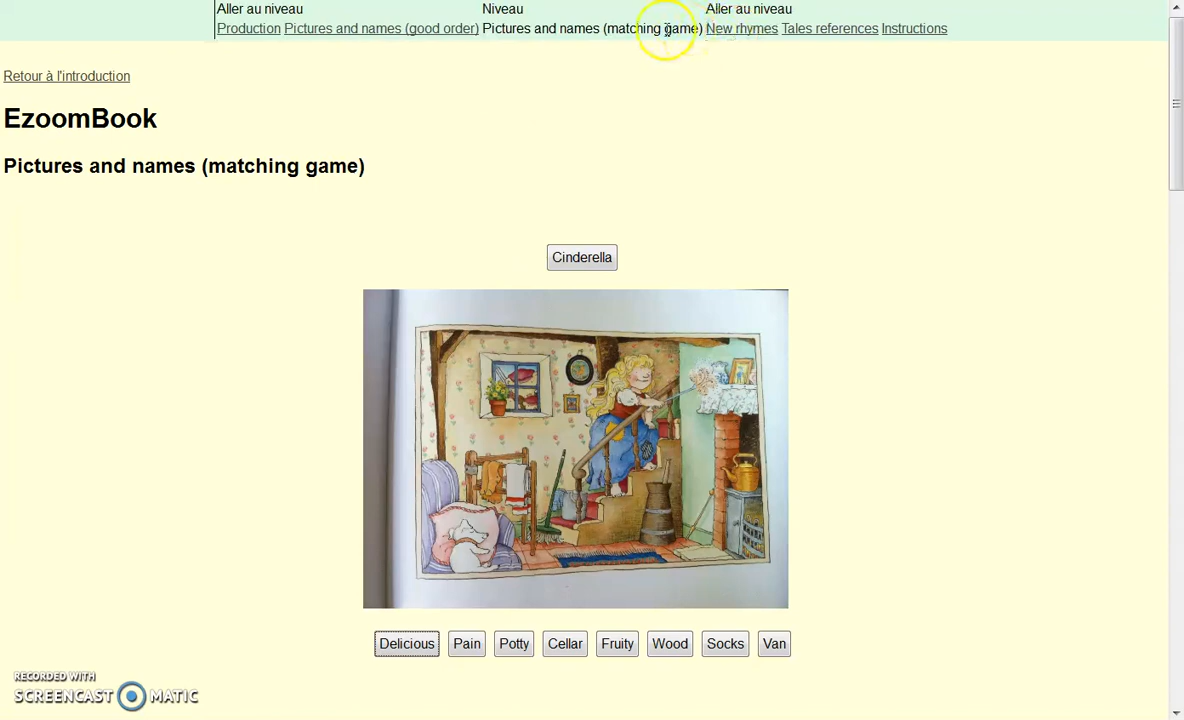 Aller au niveau Niveau Aller au niveau
Production Pictures and names (good order) Pictures and names (matching game) New rhymes Tales references Instructions
Retour à l'introduction
EzoomBook
Pictures and names (matching game)
Cinderella
Delicious Pain Potty Cellar Fruity Wood Socks Van
RECORDED WITH
SCREENCAST MATIC